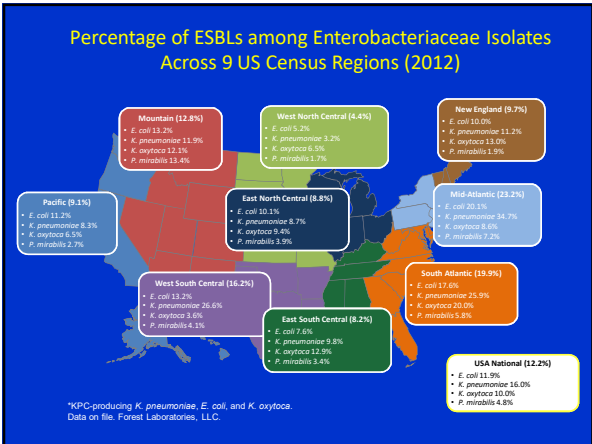 Percentage of ESBLs among Enterobacteriaceae Isolates
Across 9 US Census Regions (2012)
Mountain (12.8%)
• E. coli 13.2%
• K. pneumoniae 11.9%
• K. oxytoca 12.1%
• P. mirabilis 13.4%
West North Central (4.4%)
• E. coli 5.2%
• K. pneumoniae 3.2%
• K. oxytoca 6.5%
• P. mirabilis 1.7%
New England (9.7%)
• E. coli 10.0%
• K. pneumoniae 11.2%
• K. oxytoca 13.0%
• P. mirabilis 1.9%
Pacific (9.1%)
• E. coli 11.2%
• K. pneumoniae 8.3%
• K. oxytoca 6.5%
• P. mirabilis 2.7%
East North Central (8.8%)
• E. coli 10.1%
• K. pneumoniae 8.7%
• K. oxytoca 9.4%
• P. mirabilis 3.9%
Mid-Atlantic (23.2%)
• E. coli 20.1%
• K. pneumoniae 34.7%
• K. oxytoca 8.6%
• P. mirabilis 7.2%
West South Central (16.2%)
• E. coli 13.2%
• K. pneumoniae 26.6%
• K. oxytoca 3.6%
• P. mirabilis 4.1%
South Atlantic (19.9%)
• E. coli 17.6%
• K. pneumoniae 25.9%
• K. oxytoca 20.0%
• P. mirabilis 5.8%
East South Central (8.2%)
• E. coli 7.6%
• K. pneumoniae 9.8%
• K. oxytoca 12.9%
• P. mirabilis 3.4%
USA National (12.2%)
• E. coli 11.9%
• K. pneumoniae 16.0%
• K. oxytoca 10.0%
• P. mirabilis 4.8%
*KPC-producing K. pneumoniae, E. coli, and K. oxytoca.
Data on file. Forest Laboratories, LLC.